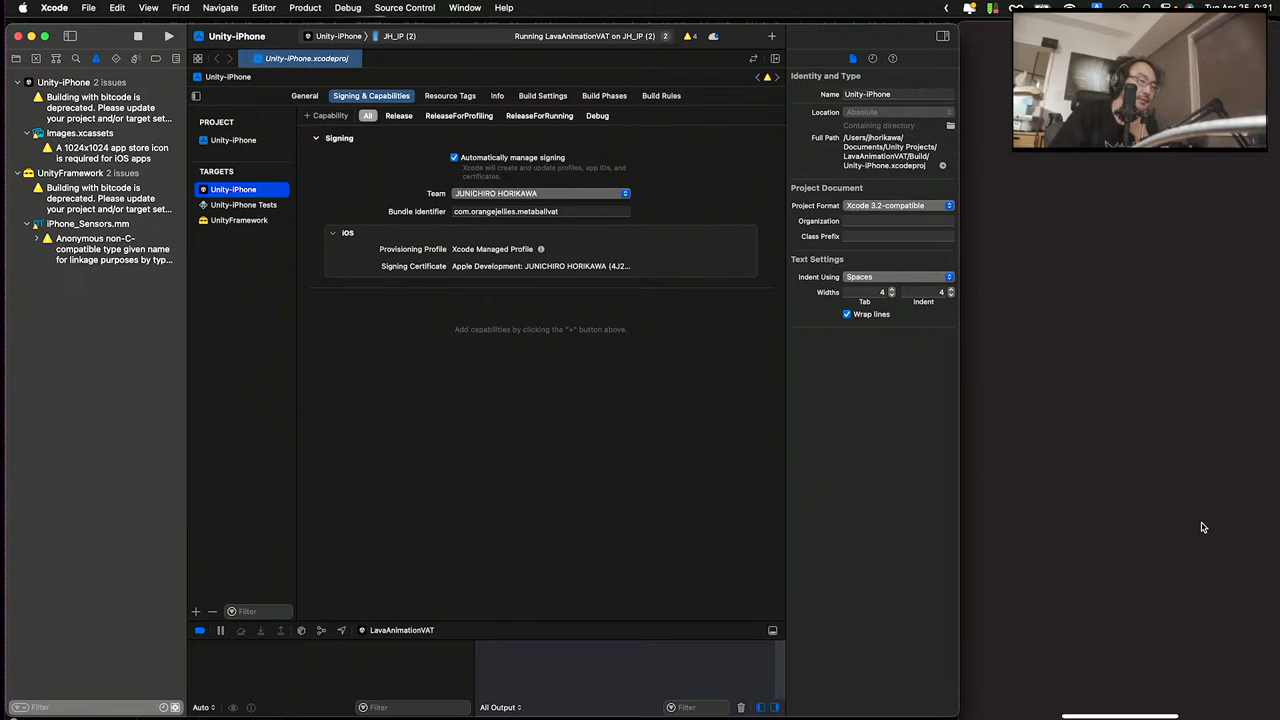 Xcode File Edit View Find Navigate Editor Product Debug Source Control Window Help
Tue Apr 25 0:31
Unity-iPhone
Unity-iPhone
JH_IP (2)
Running LavaAnimationVAT on JH_IP (2)
2
4
Unity-iPhone.xcodeproj
Unity-iPhone
Unity-iPhone 2 issues
Building with bitcode is
deprecated. Please update
your project and/or target set...
Images.xcassets
A 1024x1024 app store icon
is required for iOS apps
UnityFramework 2 issues
Building with bitcode is
deprecated. Please update
your project and/or target set...
iPhone_Sensors.mm
Anonymous non-C-
compatible type given name
for linkage purposes by typ...
Filter
PROJECT
Unity-iPhone
TARGETS
Unity-iPhone
Unity-iPhone Tests
UnityFramework
Filter
General Signing & Capabilities Resource Tags Info Build Settings Build Phases Build Rules
+ Capability All Release ReleaseForProfiling ReleaseForRunning Debug
Signing
Automatically manage signing
Xcode will create and update profiles, app IDs, and
certificates.
Team JUNICHIRO HORIKAWA
Bundle Identifier com.orangejellies.metaballvat
iOS
Provisioning Profile Xcode Managed Profile
Signing Certificate Apple Development: JUNICHIRO HORIKAWA (4J2...
Add capabilities by clicking the "+" button above.
LavaAnimationVAT
Auto
Filter
All Output
Filter
Identity and Type
Name Unity-iPhone
Location Absolute
Containing directory
Full Path /Users/jhorikawa/
Documents/Unity Projects/
LavaAnimationVAT/Build/
Unity-iPhone.xcodeproj
Project Document
Project Format Xcode 3.2-compatible
Organization
Class Prefix
Text Settings
Indent Using Spaces
Widths 4 4
Tab Indent
Wrap lines